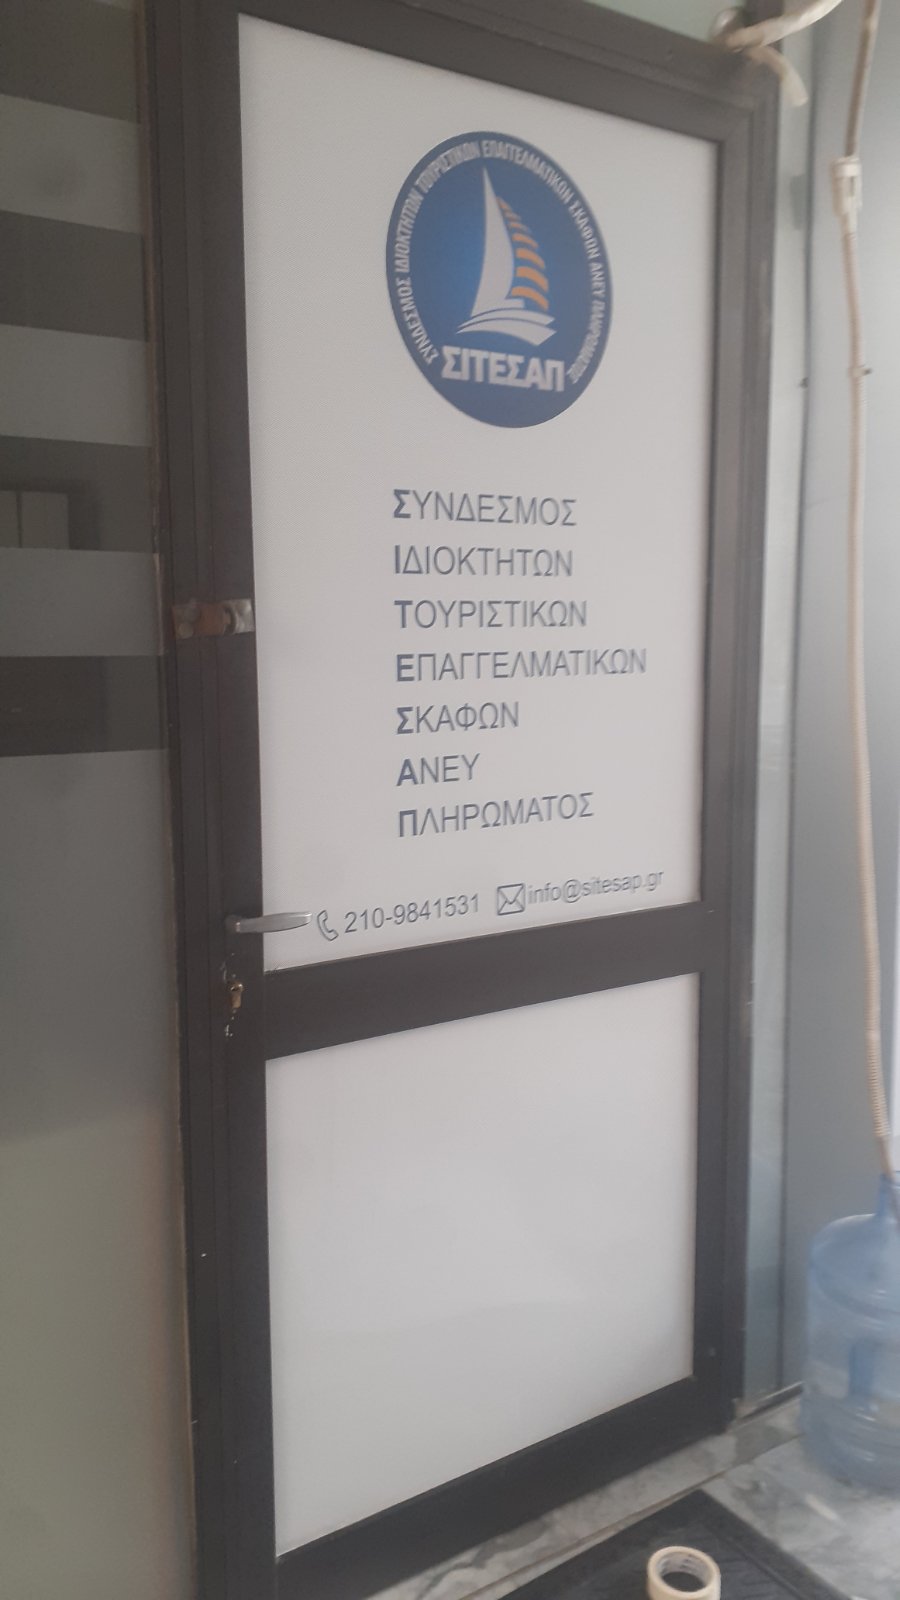 ΣΥΝΔΕΣΜΟΣ ΙΔΙΟΚΤΗΤΩΝ ΤΟΥΡΙΣΤΙΚΩΝ ΕΠΑΓΓΕΛΜΑΤΙΚΩΝ ΣΚΑΦΩΝ ΑΝΕΥ ΠΛΗΡΩΜΑΤΟΣ
ΣΙΤΕΣΑΠ
ΣΥΝΔΕΣΜΟΣ
ΙΔΙΟΚΤΗΤΩΝ
ΤΟΥΡΙΣΤΙΚΩΝ
ΕΠΑΓΓΕΛΜΑΤΙΚΩΝ
ΣΚΑΦΩΝ
ΑΝΕΥ
ΠΛΗΡΩΜΑΤΟΣ
210-9841531 info@sitesap.gr